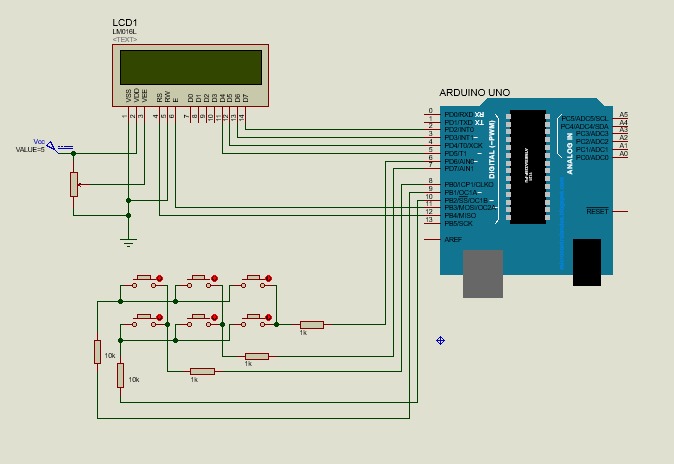 LCD1
LM016L
<TEXT>
VSS
VDD
VEE
RS
RW
E
D0
D1
D2
D3
D4
D5
D6
D7
1
2
3
4
5
6
7
8
9
10
11
12
13
14
Vcc
VALUE=5
ARDUINO UNO
0
1
2
3
4
5
6
7
8
9
10
11
12
13
PD0/RXD
PD1/TXD
PD2/INT0
PD3/INT1
PD4/T0/XCK
PD5/T1
PD6/AIN0
PD7/AIN1
PB0/ICP1/CLKO
PB1/OC1A
PB2/SS/OC1B
PB3/MOSI/OC2A
PB4/MISO
PB5/SCK
AREF
RX
TX
DIGITAL (~PWM)
ANALOG IN
PC5/ADC5/SCL
PC4/ADC4/SDA
PC3/ADC3
PC2/ADC2
PC1/ADC1
PC0/ADC0
A5
A4
A3
A2
A1
A0
RESET
1k
1k
1k
10k
10k